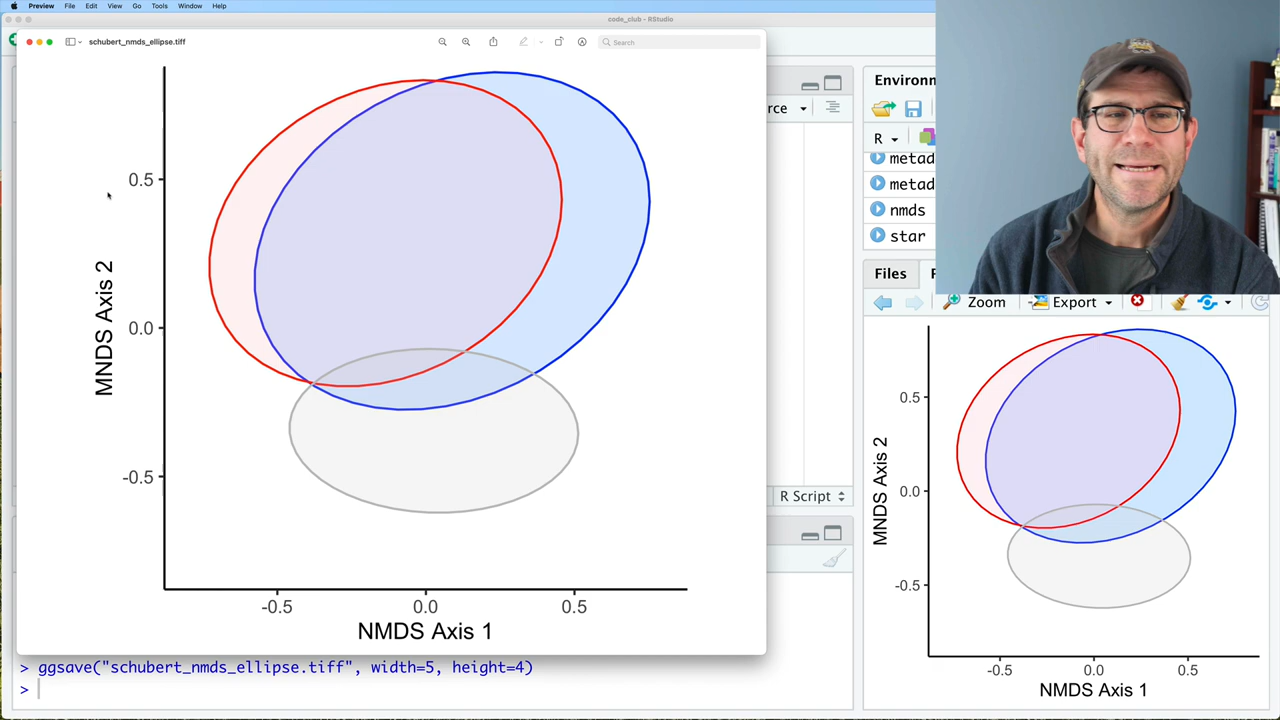 Preview File Edit View Go Tools Window Help
code_club - RStudio
schubert_nmds_ellipse.tiff
Search
rce
Environm
R
metad
metad
nmds
star
Files
Zoom
Export
0.5
0.0
-0.5
MNDS Axis 2
-0.5 0.0 0.5
NMDS Axis 1
R Script
> ggsave("schubert_nmds_ellipse.tiff", width=5, height=4)
>
0.5
0.0
-0.5
MNDS Axis 2
-0.5 0.0 0.5
NMDS Axis 1